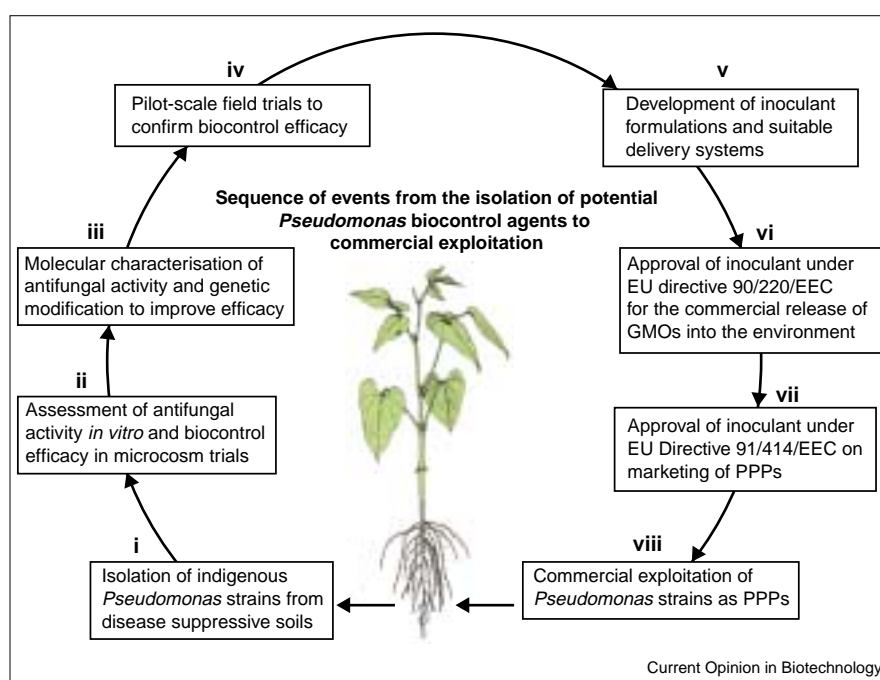 Sequence of events from the isolation of potential
Pseudomonas biocontrol agents to
commercial exploitation
i
Isolation of indigenous
Pseudomonas strains from
disease suppressive soils
ii
Assessment of antifungal
activity in vitro and biocontrol
efficacy in microcosm trials
iii
Molecular characterisation of
antifungal activity and genetic
modification to improve efficacy
iv
Pilot-scale field trials to
confirm biocontrol efficacy
v
Development of inoculant
formulations and suitable
delivery systems
vi
Approval of inoculant under
EU directive 90/220/EEC
for the commercial release of
GMOs into the environment
vii
Approval of inoculant under
EU Directive 91/414/EEC on
marketing of PPPs
viii
Commercial exploitation of
Pseudomonas strains as PPPs
Current Opinion in Biotechnology